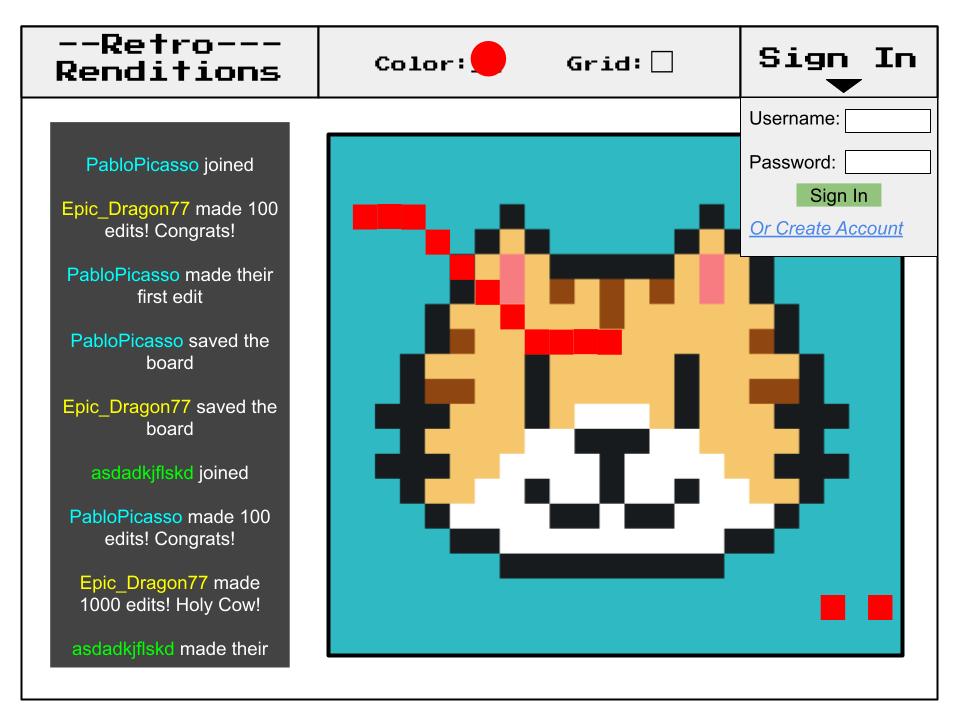 --Retro---
Renditions
Color:
Grid:
Sign In
Username:
Password:
Sign In
Or Create Account
PabloPicasso joined
Epic_Dragon77 made 100
edits! Congrats!
PabloPicasso made their
first edit
PabloPicasso saved the
board
Epic_Dragon77 saved the
board
asdadkjflskd joined
PabloPicasso made 100
edits! Congrats!
Epic_Dragon77 made
1000 edits! Holy Cow!
asdadkjflskd made their